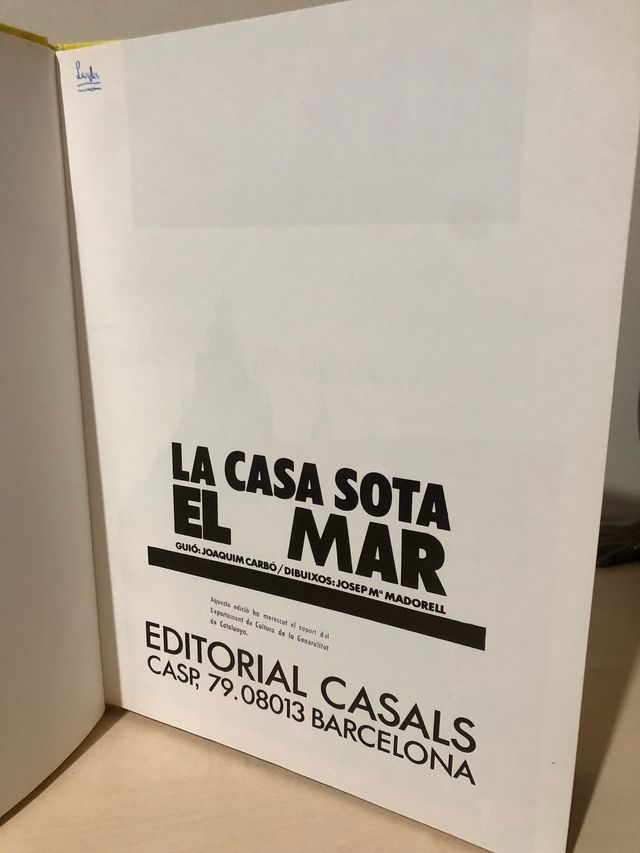 LA CASA SOTA
EL MAR
GUIÓ: JOAQUIM CARBÓ / DIBUIXOS: JOSEP Mª MADORELL
Aquesta edició ha merescut el suport del
Departament de Cultura de la Generalitat
de Catalunya.
EDITORIAL CASALS
CASP, 79. 08013 BARCELONA